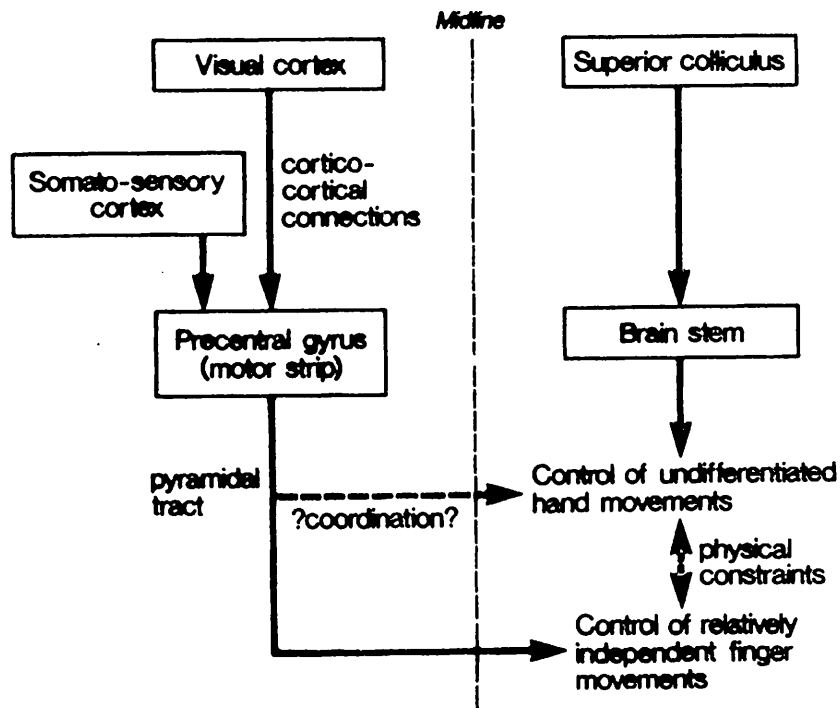 Midline
Visual cortex
Superior colliculus
Somato-sensory
cortex
cortico-
cortical
connections
Precentral gyrus
(motor strip)
Brain stem
pyramidal
tract
?coordination?
Control of undifferentiated
hand movements
physical
constraints
Control of relatively
independent finger
movements